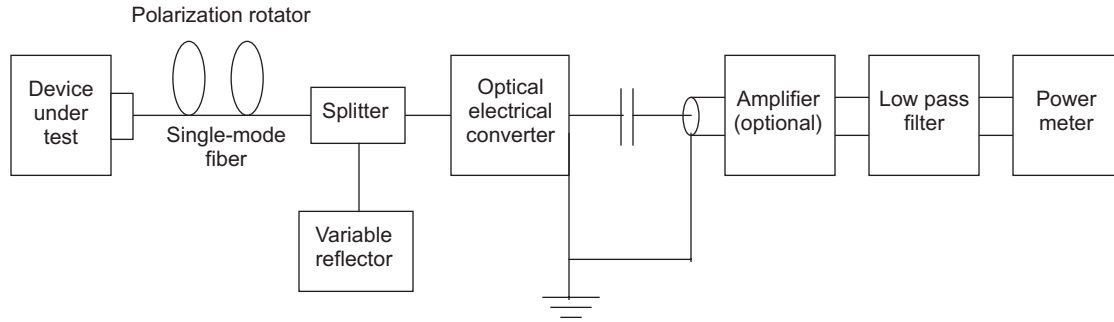 Polarization rotator
Device
under
test
Single-mode
fiber
Splitter
Variable
reflector
Optical
electrical
converter
Amplifier
(optional)
Low pass
filter
Power
meter